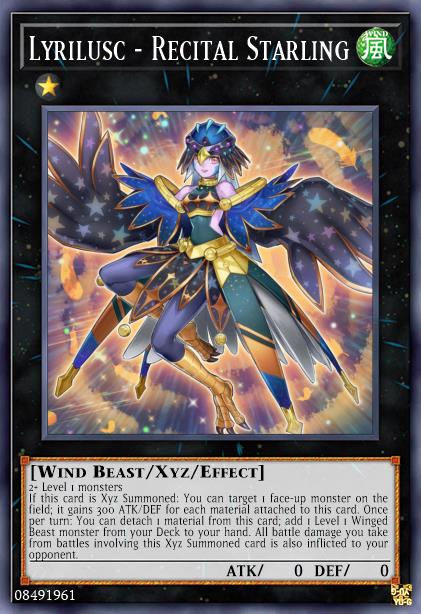 LYRILUSC - RECITAL STARLING
WIND
風
[WIND BEAST/XYZ/EFFECT]
2+ Level 1 monsters
If this card is Xyz Summoned: You can target 1 face-up monster on the
field; it gains 300 ATK/DEF for each material attached to this card. Once
per turn: You can detach 1 material from this card; add 1 Level 1 Winged
Beast monster from your Deck to your hand. All battle damage you take
from battles involving this Xyz Summoned card is also inflicted to your
opponent.
ATK/ 0 DEF/ 0
08491961